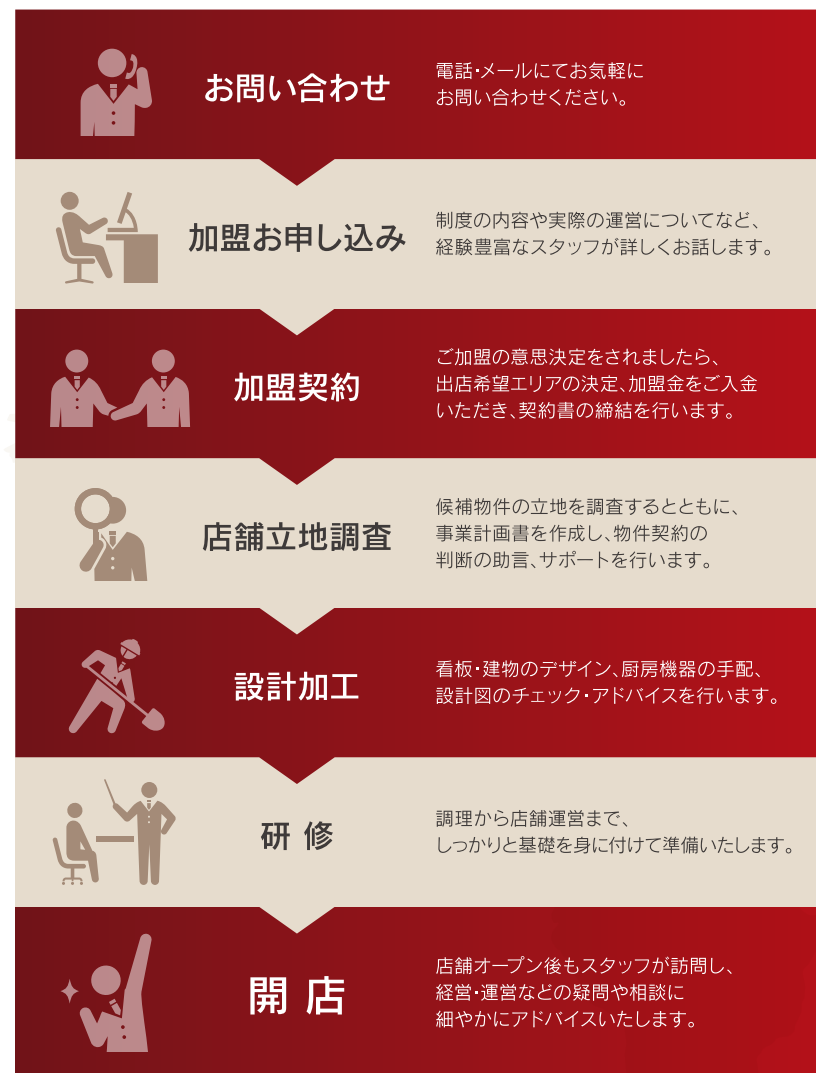 お問い合わせ
電話・メールにてお気軽に
お問い合わせください。
加盟お申し込み
制度の内容や実際の運営についてなど、
経験豊富なスタッフが詳しくお話します。
加盟契約
ご加盟の意思決定をされましたら、
出店希望エリアの決定、加盟金をご入金
いただき、契約書の締結を行います。
店舗立地調査
候補物件の立地を調査するとともに、
事業計画書を作成し、物件契約の
判断の助言、サポートを行います。
設計加工
看板・建物のデザイン、厨房機器の手配、
設計図のチェック・アドバイスを行います。
研 修
調理から店舗運営まで、
しっかりと基礎を身に付けて準備いたします。
開 店
店舗オープン後もスタッフが訪問し、
経営・運営などの疑問や相談に
細やかにアドバイスいたします。